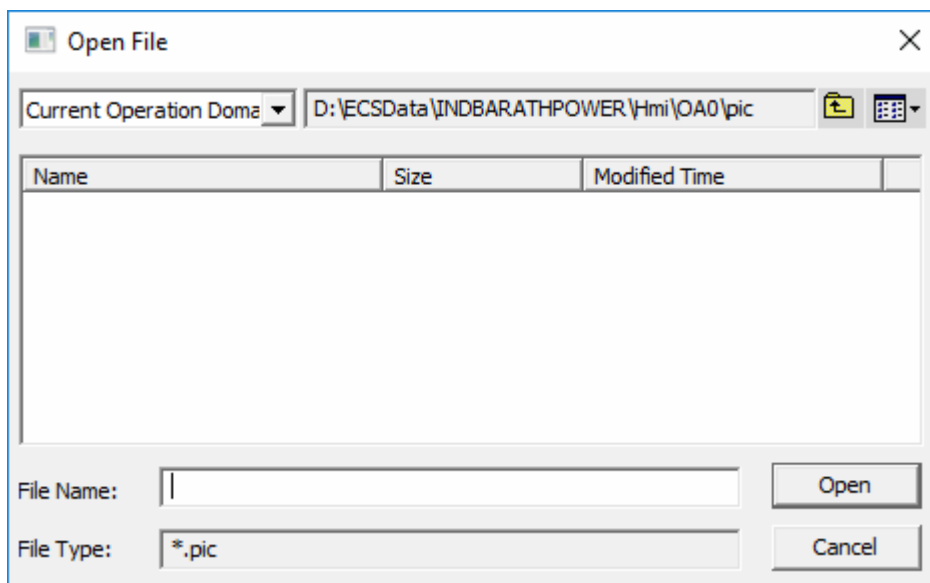 Open File
Current Operation Doma D:\ECSData\INDBARATHPOWER\Hmi\OA0\pic
Name Size Modified Time
File Name: Open
File Type: *.pic Cancel